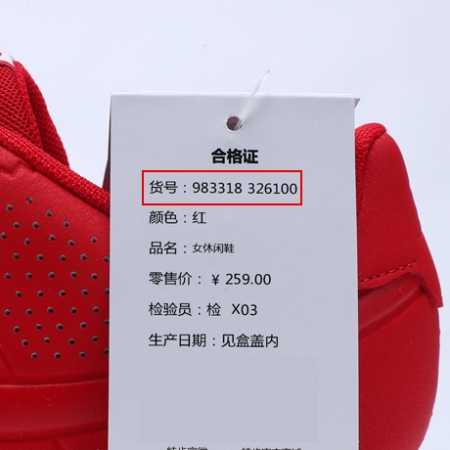 合格证
货号：983318 326100
颜色：红
品名：女休闲鞋
零售价：￥259.00
检验员：检 X03
生产日期：见盒盖内